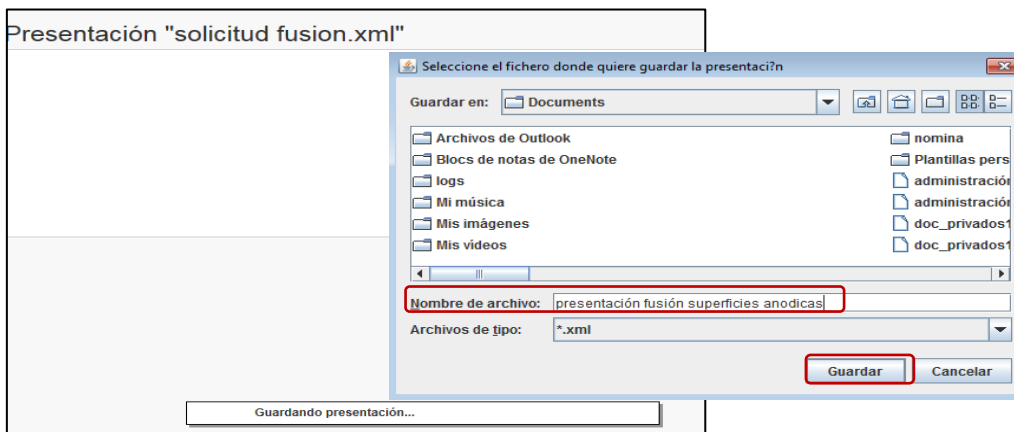 Presentación "solicitud fusion.xml"
Seleccione el fichero donde quiere guardar la presentaci?n
Guardar en: Documents
Archivos de Outlook
Blocs de notas de OneNote
logs
Mi música
Mis imágenes
Mis vídeos
nomina
Plantillas pers
administración
administración
doc_privados1
doc_privados1
Nombre de archivo: presentación fusión superficies anodicas
Archivos de tipo: *.xml
Guardar Cancelar
Guardando presentación...